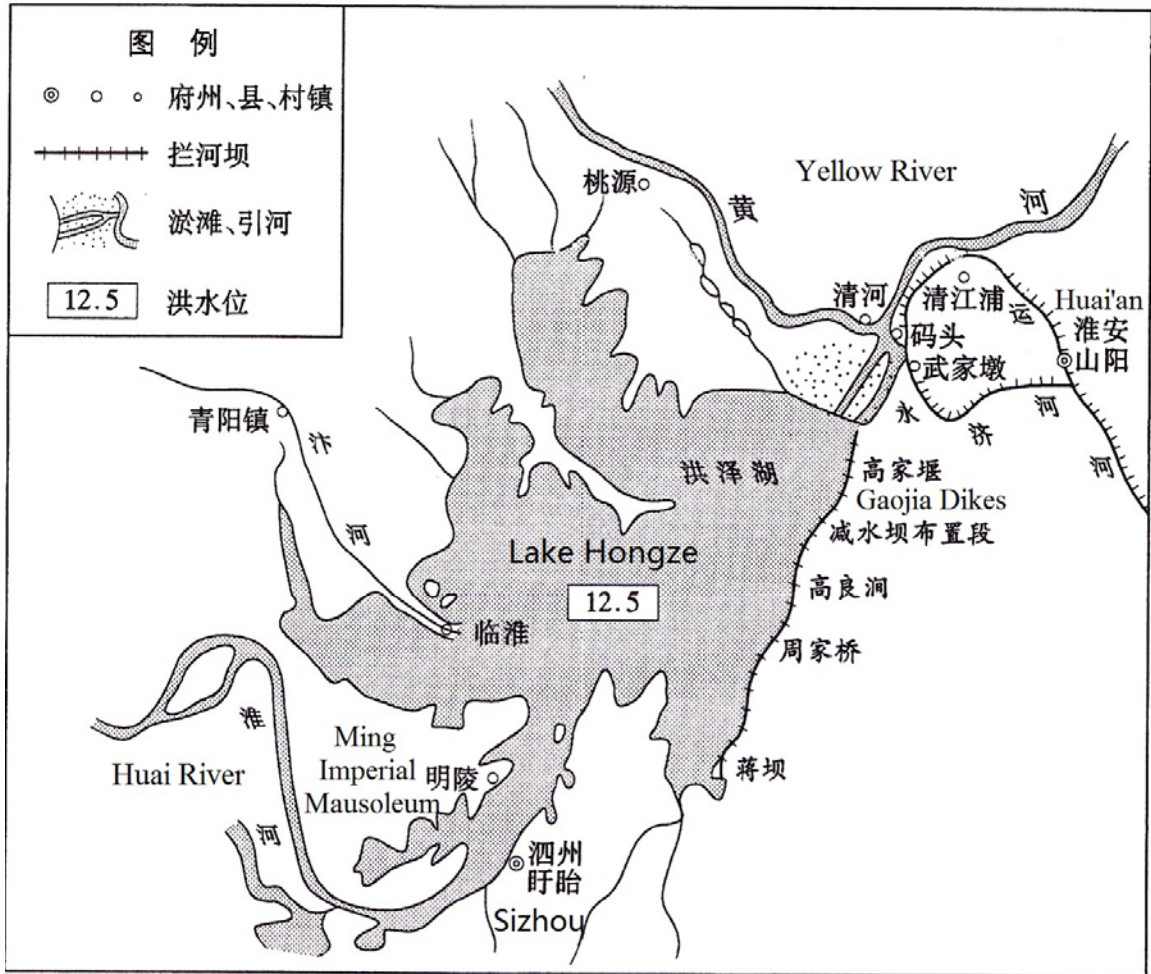 图 例
府州、县、村镇
拦河坝
淤滩、引河
12.5 洪水位
Yellow River
黄
河
桃源
清河
清江浦
运
河
Huai'an
淮安
山阳
码头
武家墩
永
济
河
青阳镇
汴
河
洪泽湖
高家堰
Gaojia Dikes
减水坝布置段
Lake Hongze
12.5
高良涧
临淮
周家桥
淮
河
Huai River
Ming
Imperial
Mausoleum
明陵
蒋坝
泗州
盱眙
Sizhou